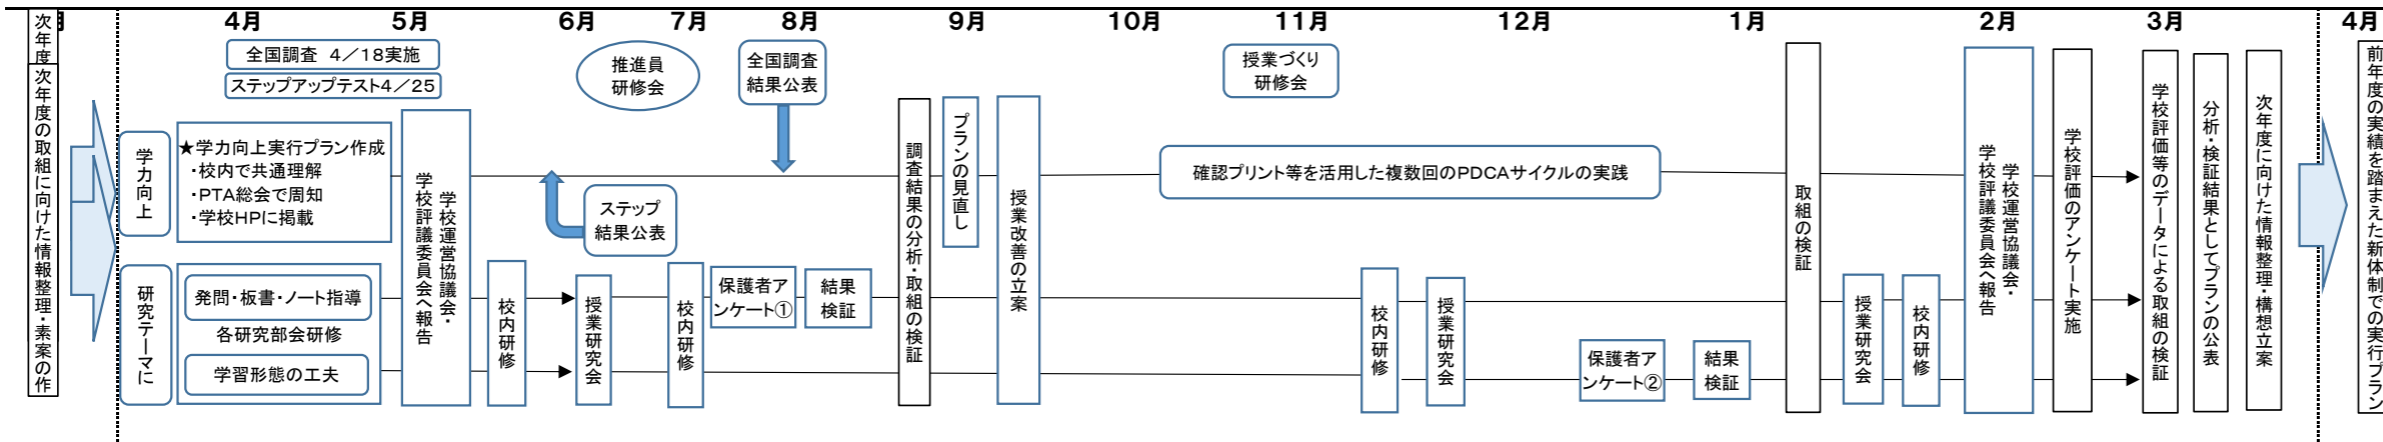 月
4月
5月
6月
7月
8月
9月
10月
11月
12月
1月
2月
3月
4月
次年度
次年度の取組に向けた情報整理・素案の作
全国調査 4／18実施
ステップアップテスト4／25
学力向上
★学力向上実行プラン作成
・校内で共通理解
・PTA総会で周知
・学校HPに掲載
研究テーマに
発問・板書・ノート指導
各研究部会研修
学習形態の工夫
学校運営協議会・
学校評議委員会へ報告
校内研修
推進員
研修会
ステップ
結果公表
授業研究会
校内研修
全国調査
結果公表
保護者ア
ンケート①
結果
検証
調査結果の分析・取組の検証
プランの見直し
授業改善の立案
授業づくり
研修会
確認プリント等を活用した複数回のPDCAサイクルの実践
校内研修
授業研究会
保護者ア
ンケート②
結果
検証
取組の検証
授業研究会
校内研修
学校運営協議会・
学校評議委員会へ報告
学校評価のアンケート実施
学校評価等のデータによる取組の検証
分析・検証結果としてプランの公表
次年度に向けた情報整理・構想立案
前年度の実績を踏まえた新体制での実行プラン